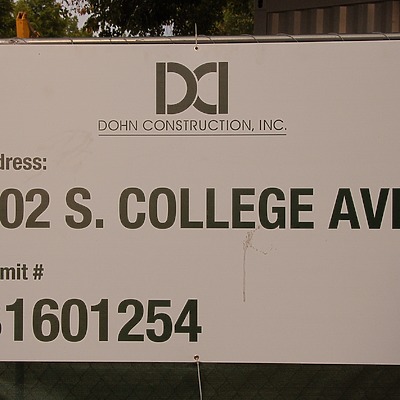 DCI
DOHN CONSTRUCTION, INC.
dress:
02 S. COLLEGE AV
mit #
1601254